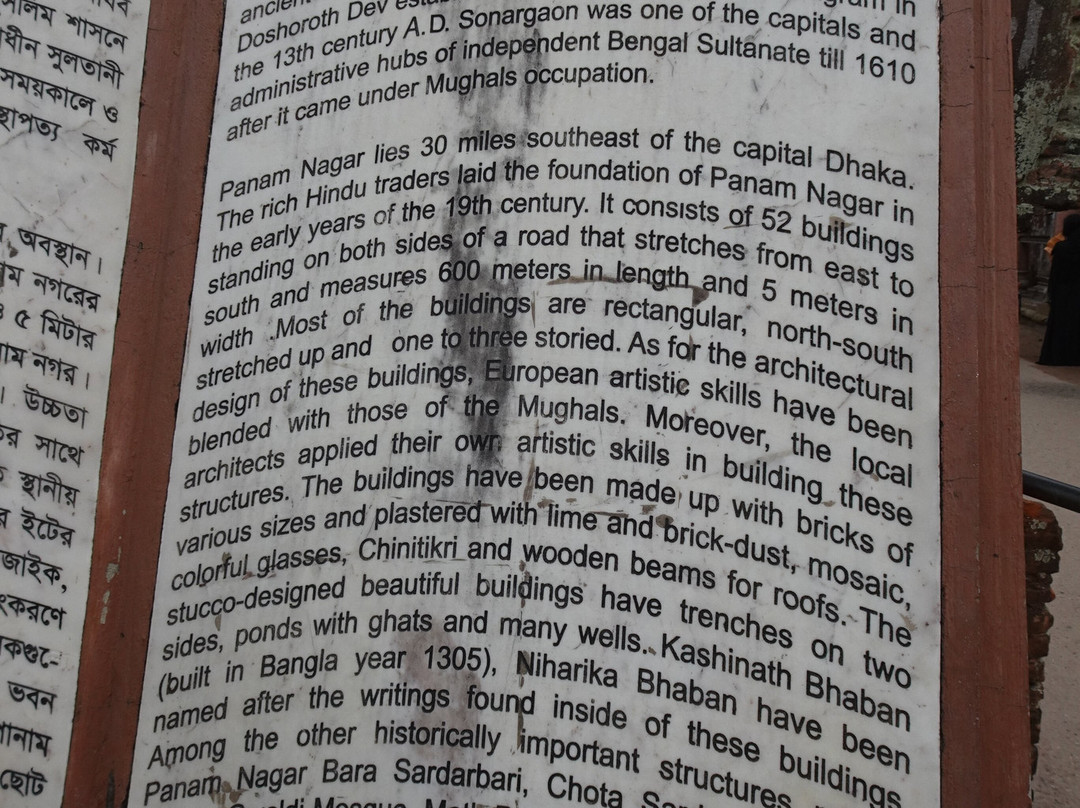 শাসনে
সুলতানী
সময়কালে ও
কর্ম
অবস্থান।
নগরের
৫ মিটার
নগর।
উচ্চতা
সাথে
স্থানীয়
ইটের
ভবন
ছোট
ancient in
Doshoroth Dev
the 13th century A.D. Sonargaon was one of the capitals and
administrative hubs of independent Bengal Sultanate till 1610
after it came under Mughals occupation.
Panam Nagar lies 30 miles southeast of the capital Dhaka.
The rich Hindu traders laid the foundation of Panam Nagar in
the early years of the 19th century. It consists of 52 buildings
standing on both sides of a road that stretches from east to
south and measures 600 meters in length and 5 meters in
width .Most of the buildings are rectangular, north-south
stretched up and one to three storied. As for the architectural
design of these buildings, European artistic skills have been
blended with those of the Mughals. Moreover, the local
architects applied their own artistic skills in building these
structures. The buildings have been made up with bricks of
various sizes and plastered with lime and brick-dust, mosaic,
colorful glasses, Chinitikri and wooden beams for roofs. The
stucco-designed beautiful buildings have trenches on two
sides, ponds with ghats and many wells. Kashinath Bhaban
(built in Bangla year 1305), Niharika Bhaban have been
named after the writings found inside of these buildings.
Among the other historically important structures
Panam Nagar Bara Sardarbari, Chota